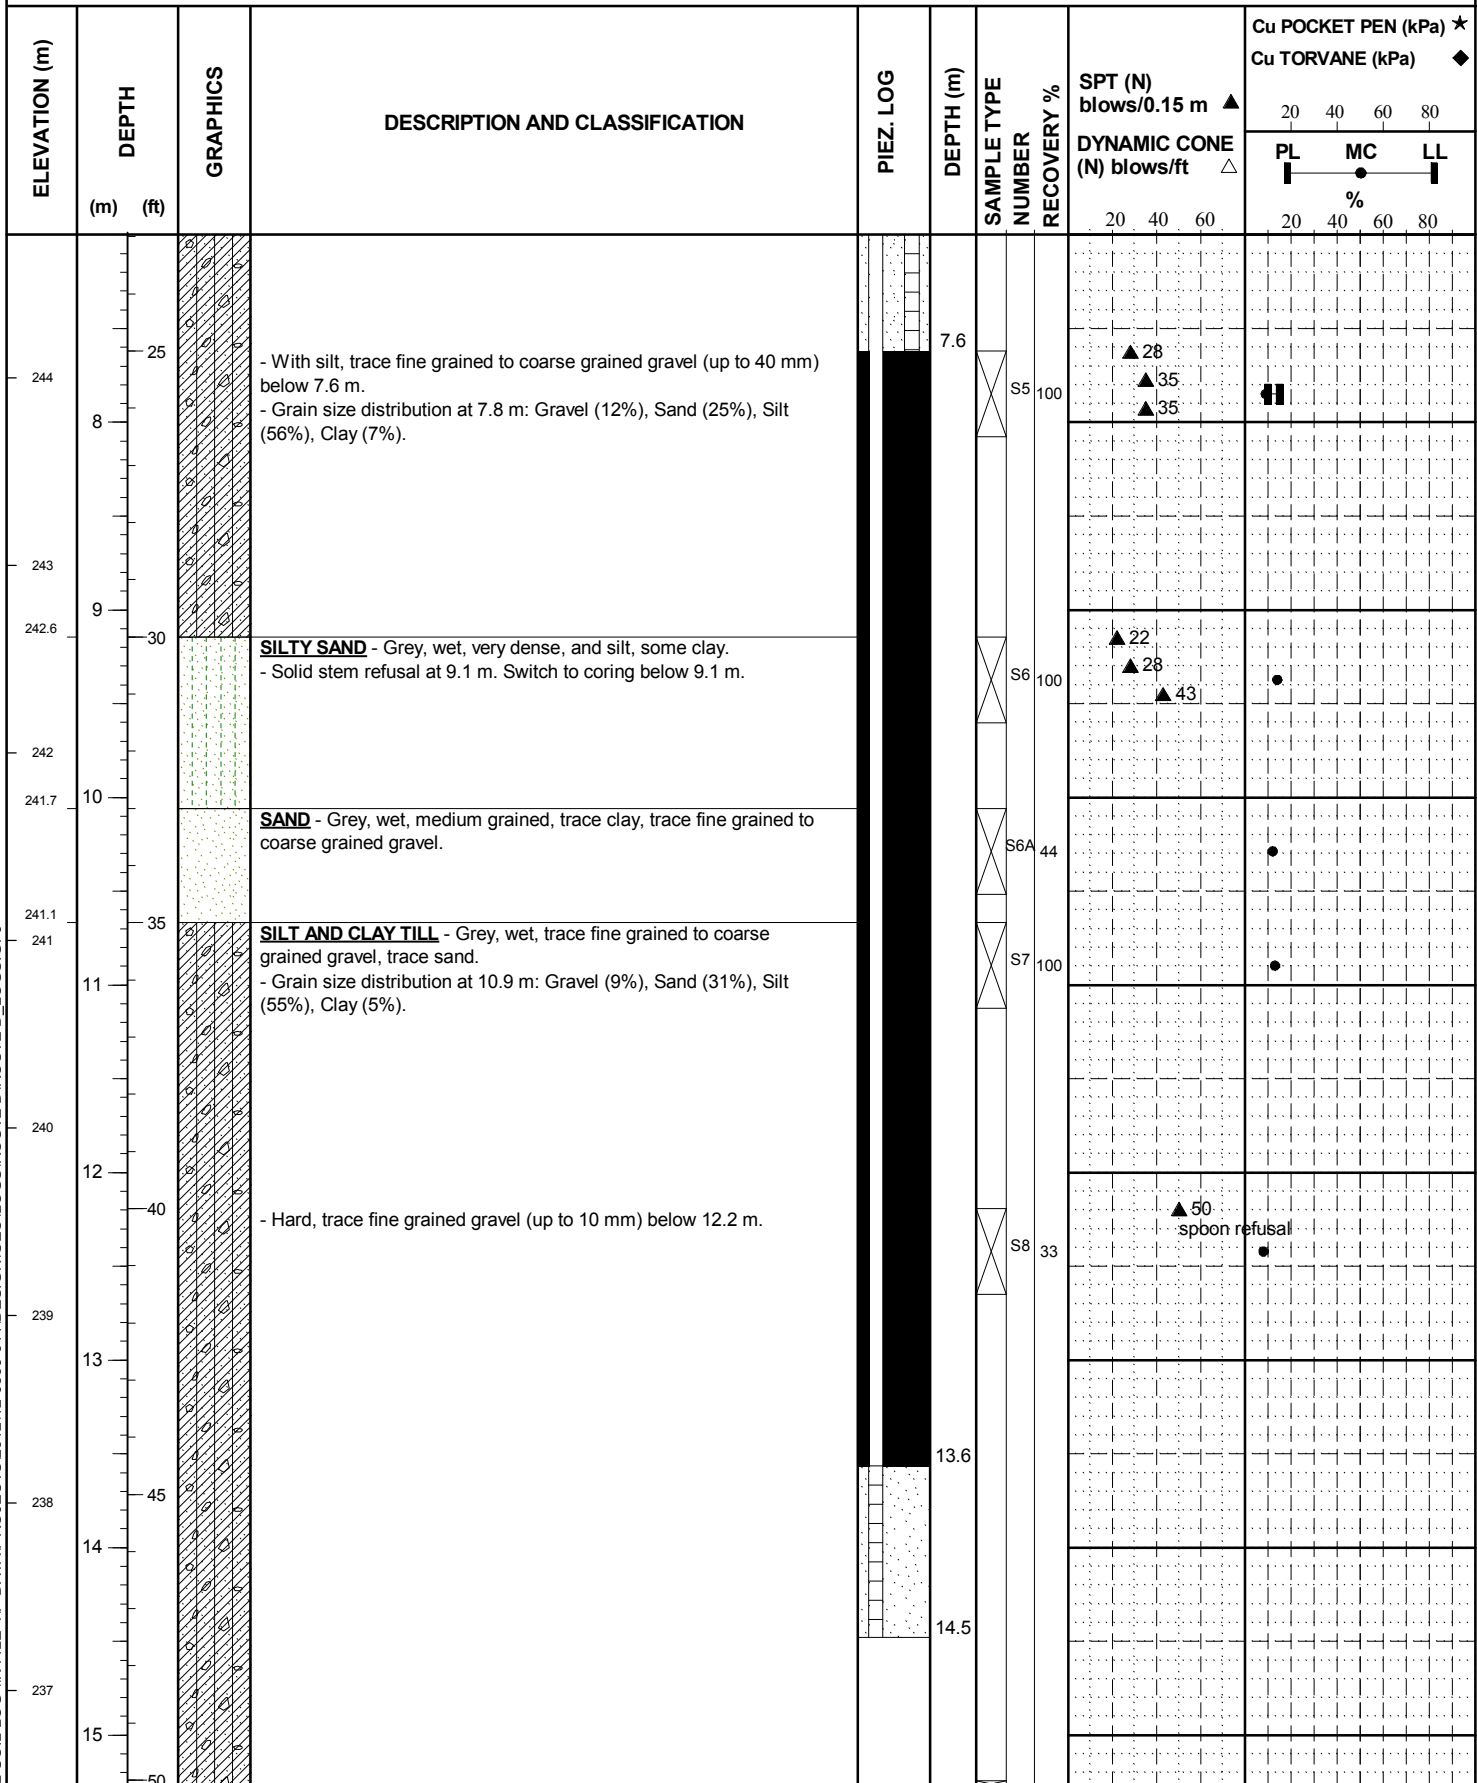 Cu POCKET PEN (kPa) ★
Cu TORVANE (kPa) ◆
ELEVATION (m)
DEPTH
(m) (ft)
GRAPHICS
DESCRIPTION AND CLASSIFICATION
PIEZ. LOG
DEPTH (m)
SAMPLE TYPE
NUMBER
RECOVERY %
SPT (N)
blows/0.15 m ▲
DYNAMIC CONE
(N) blows/ft △
20 40 60
20 40 60 80
PL MC LL
%
20 40 60 80
7.6
25
- With silt, trace fine grained to coarse grained gravel (up to 40 mm)
below 7.6 m.
- Grain size distribution at 7.8 m: Gravel (12%), Sand (25%), Silt
(56%), Clay (7%).
244
8
S5 100
28
35
35
243
9
242.6
30
SILTY SAND - Grey, wet, very dense, and silt, some clay.
- Solid stem refusal at 9.1 m. Switch to coring below 9.1 m.
S6 100
22
28
43
242
10
241.7
SAND - Grey, wet, medium grained, trace clay, trace fine grained to
coarse grained gravel.
S6A 44
241.1
35
241
SILT AND CLAY TILL - Grey, wet, trace fine grained to coarse
grained gravel, trace sand.
- Grain size distribution at 10.9 m: Gravel (9%), Sand (31%), Silt
(55%), Clay (5%).
S7 100
11
240
12
40
- Hard, trace fine grained gravel (up to 10 mm) below 12.2 m.
S8 33
50
spoon refusal
239
13
13.6
45
238
14
14.5
237
15
50